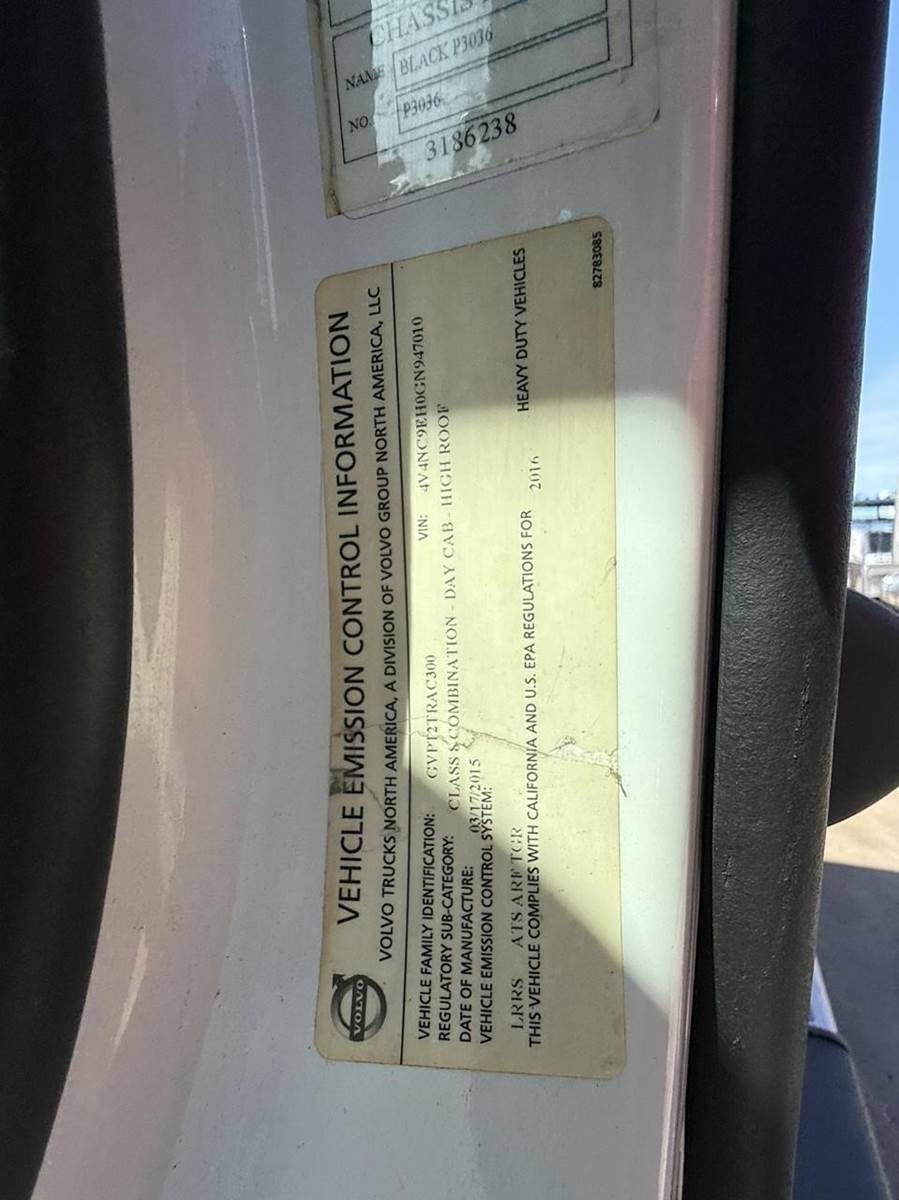 CHASSIS
NAME BLACK P3036
NO. P3036
3186238
VOLVO
VEHICLE EMISSION CONTROL INFORMATION
VOLVO TRUCKS NORTH AMERICA, A DIVISION OF VOLVO GROUP NORTH AMERICA, LLC
VEHICLE FAMILY IDENTIFICATION: GVPT2TRAC300 VIN: 4V4NC9EH0GN947010
REGULATORY SUB-CATEGORY: CLASS 8 COMBINATION - DAY CAB - HIGH ROOF
DATE OF MANUFACTURE: 03/17/2015
VEHICLE EMISSION CONTROL SYSTEM:
LRRS ATS ARF TGR
THIS VEHICLE COMPLIES WITH CALIFORNIA AND U.S. EPA REGULATIONS FOR 2016 HEAVY DUTY VEHICLES
82783085